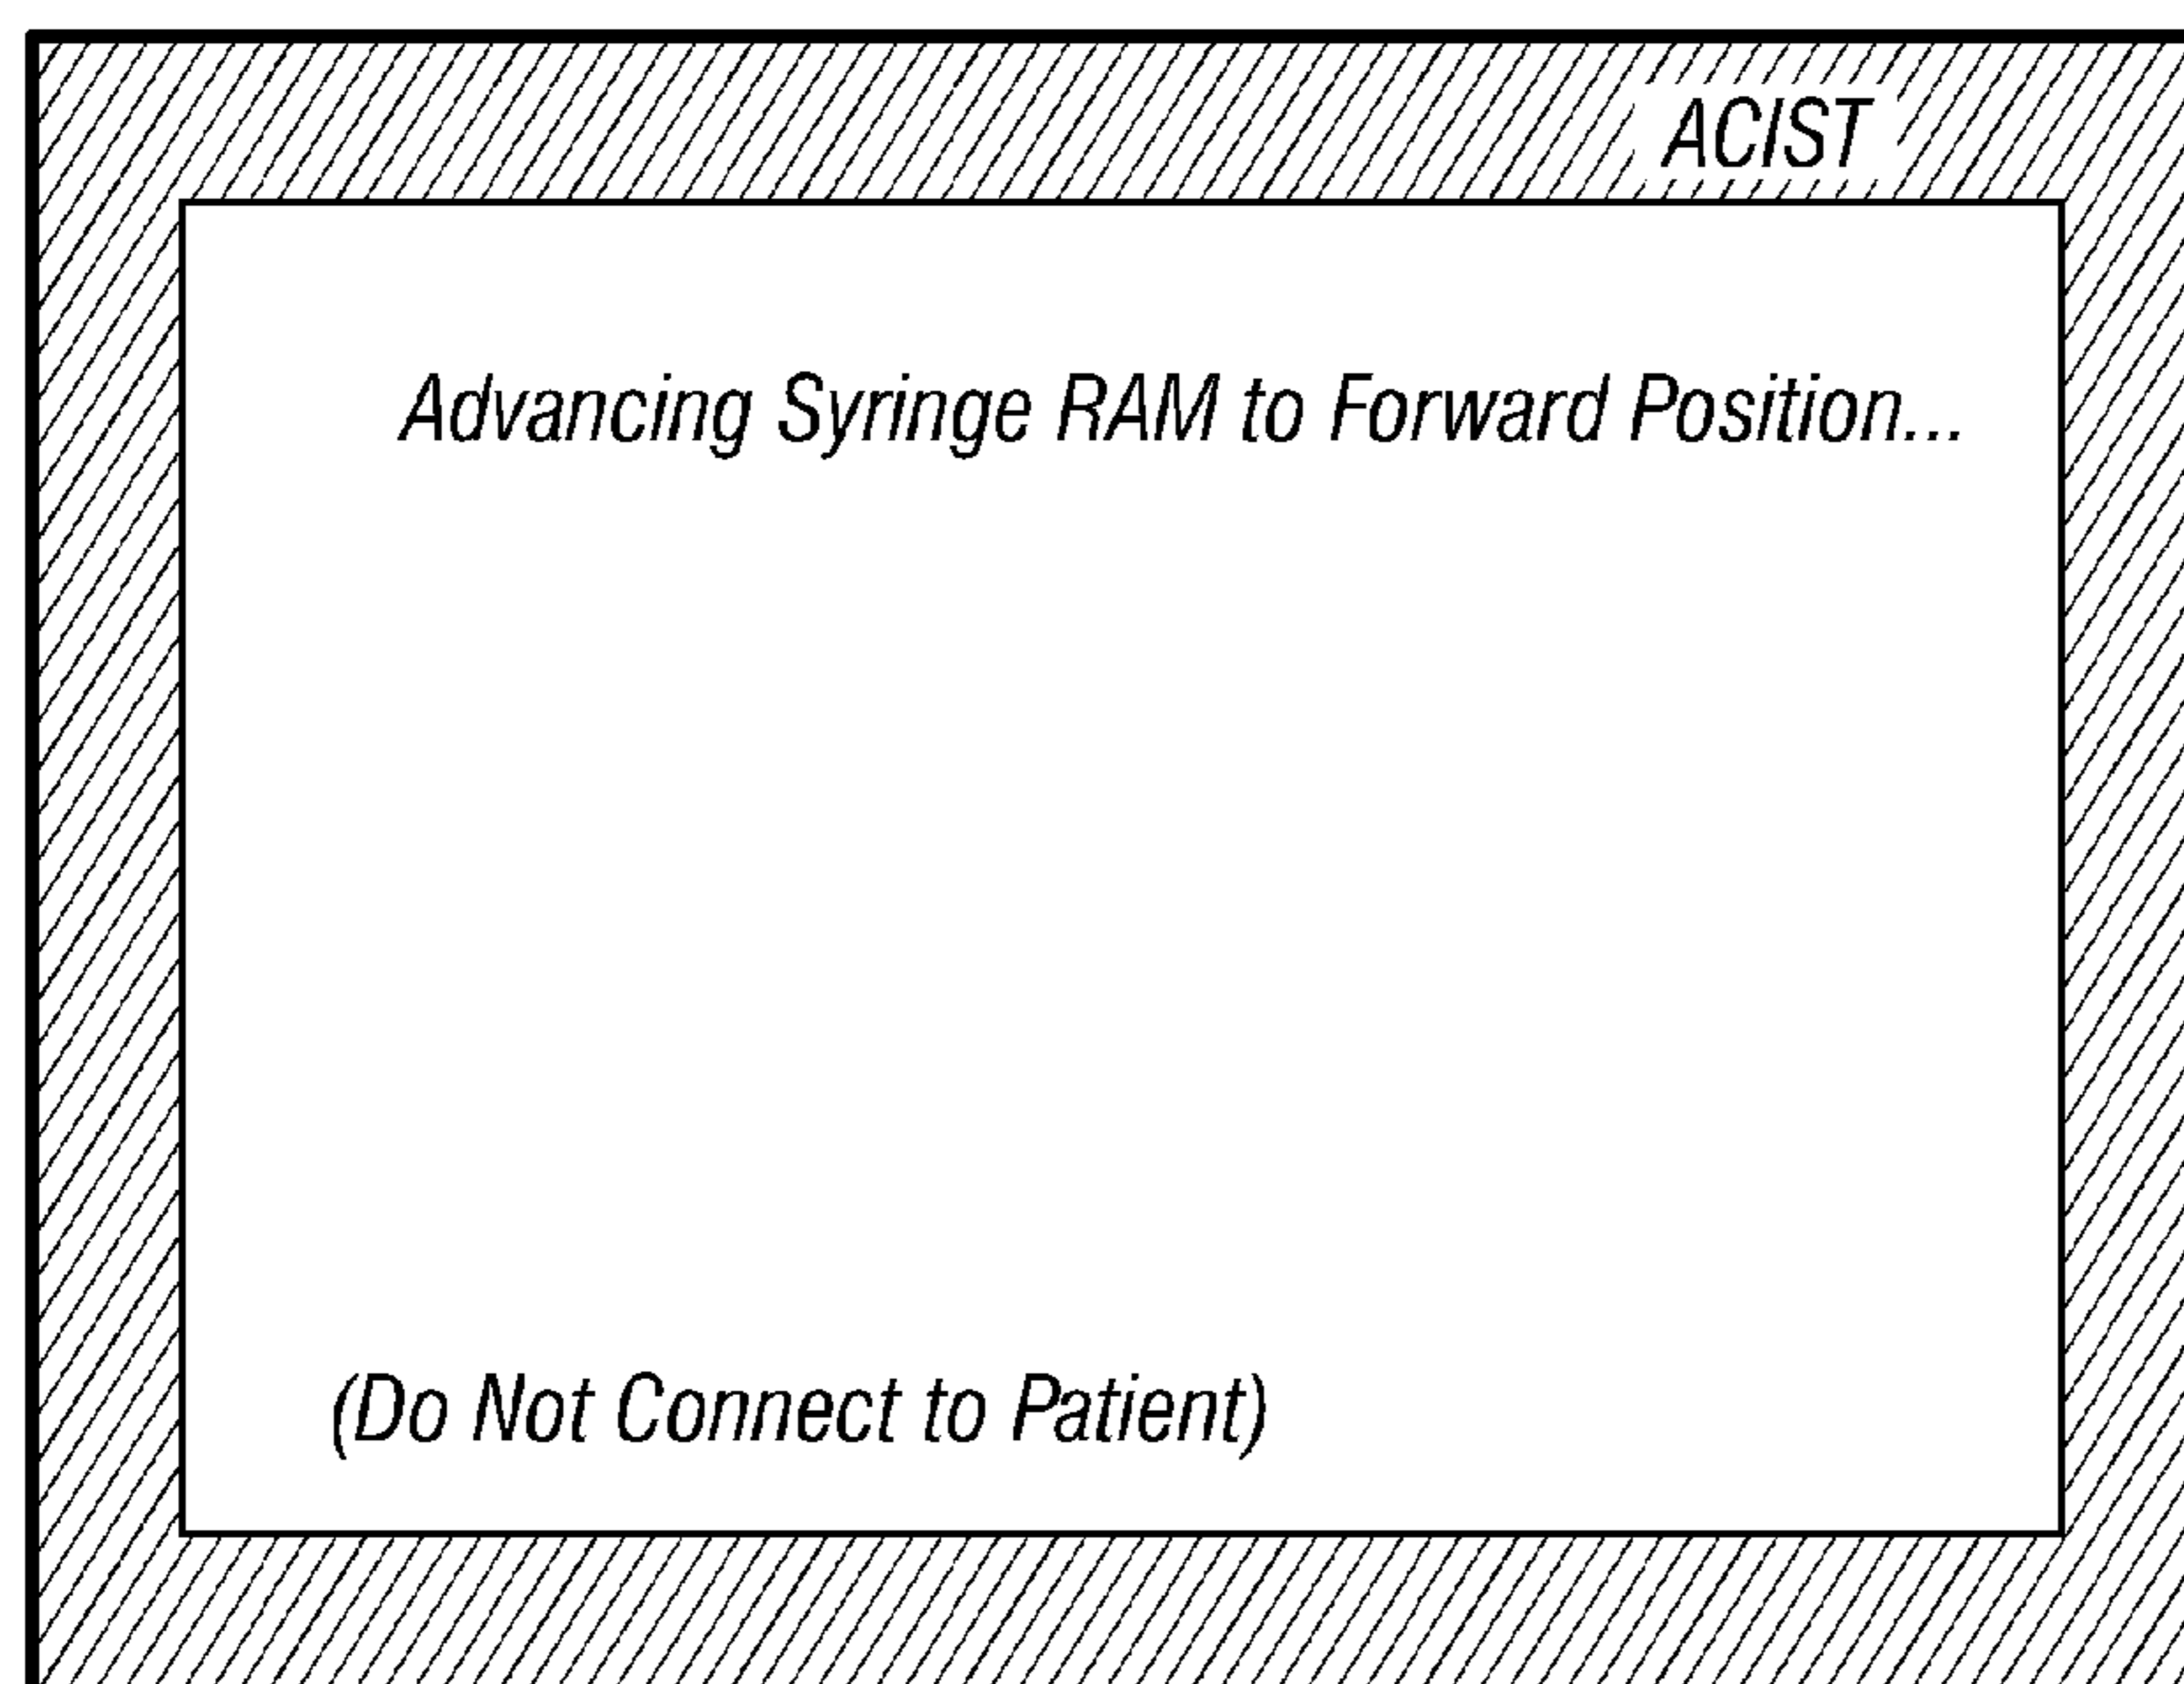 ACIST
Advancing Syringe RAM to Forward Position...
(Do Not Connect to Patient)